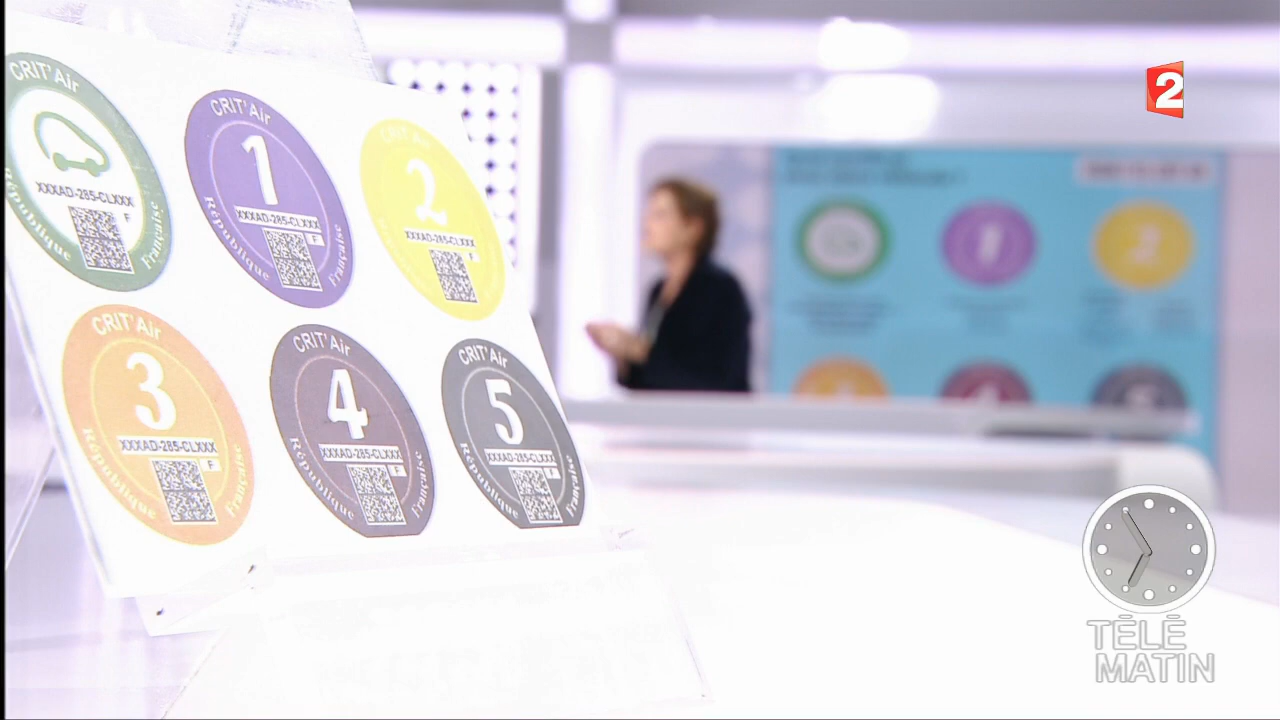 CRIT'Air
XXXAD-285-CLXXX
F
République Française
CRIT'Air
1
XXXAD-285-CLXXX
F
République Française
CRIT'Air
2
XXXAD-285-CLXXX
F
CRIT'Air
3
XXXAD-285-CLXXX
F
République Française
CRIT'Air
4
XXXAD-285-CLXXX
F
République Française
CRIT'Air
5
XXXAD-285-CLXXX
F
République Française
2
TÉLÉ
MATIN